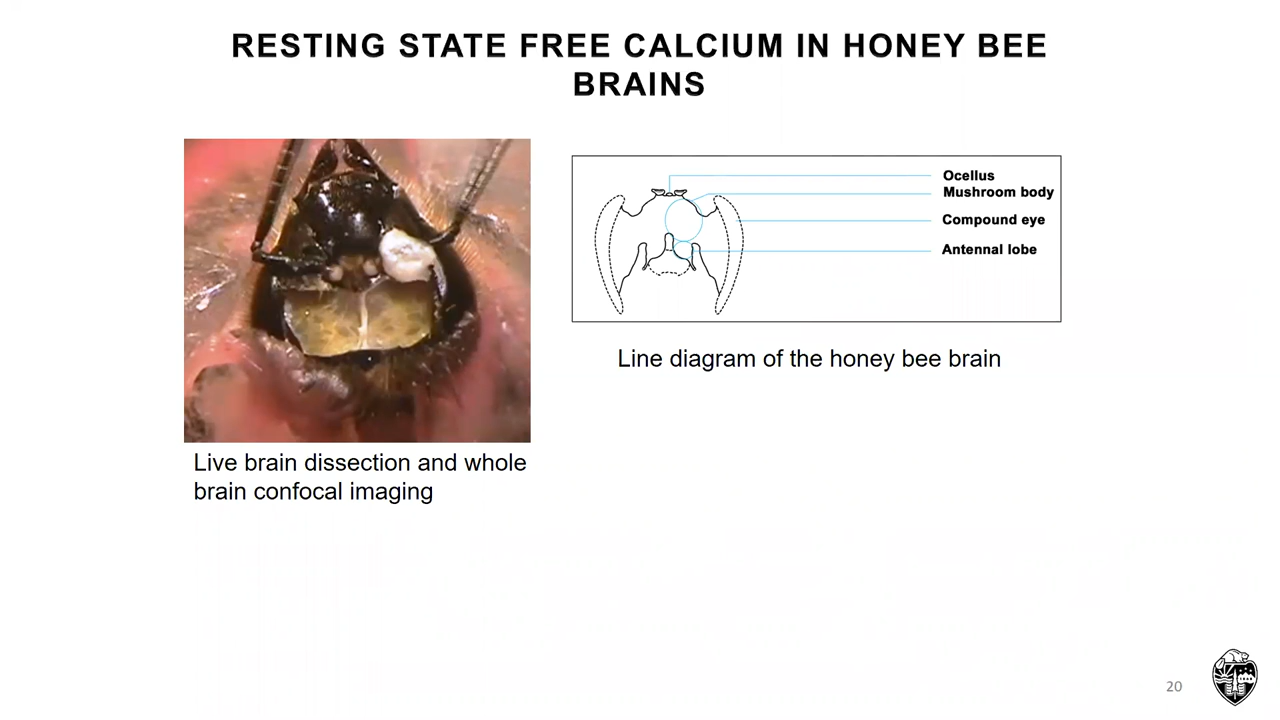 RESTING STATE FREE CALCIUM IN HONEY BEE
BRAINS
Ocellus
Mushroom body
Compound eye
Antennal lobe
Line diagram of the honey bee brain
Live brain dissection and whole
brain confocal imaging
20